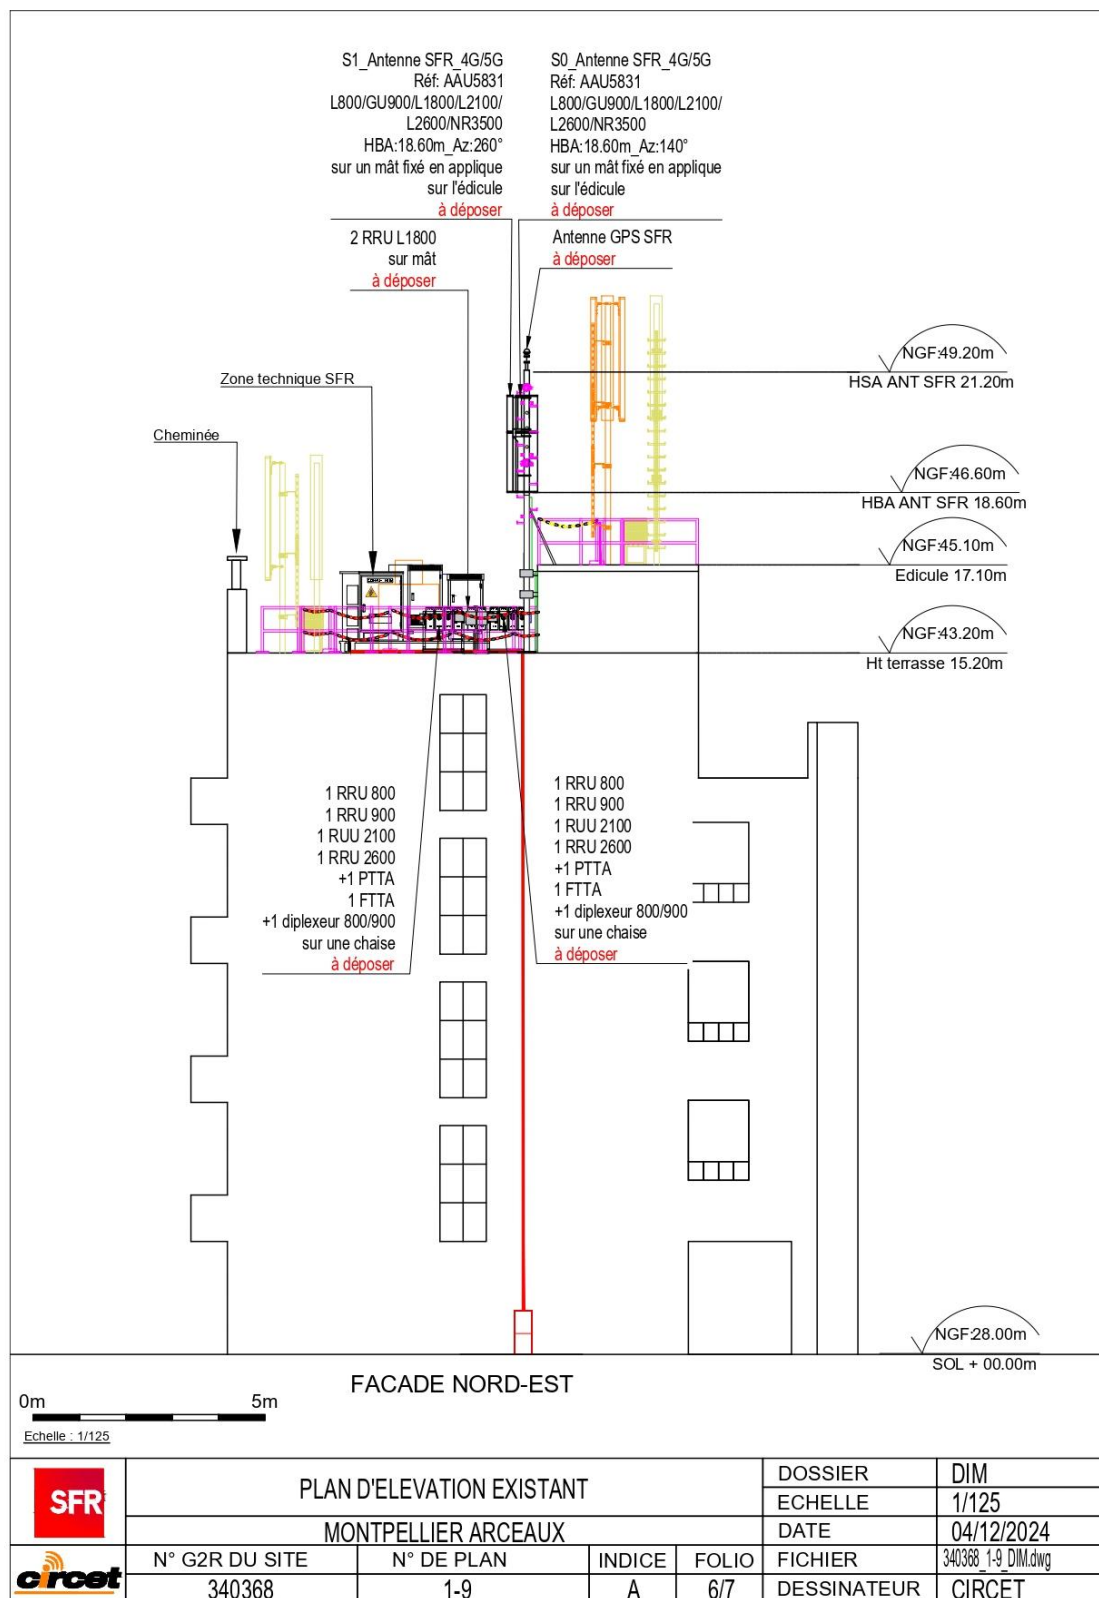 S1_Antenne SFR_4G/5G
Réf: AAU5831
L800/GU900/L1800/L2100/
L2600/NR3500
HBA:18.60m_Az:260°
sur un mât fixé en applique
sur l'édicule
à déposer
S0_Antenne SFR_4G/5G
Réf: AAU5831
L800/GU900/L1800/L2100/
L2600/NR3500
HBA:18.60m_Az:140°
sur un mât fixé en applique
sur l'édicule
à déposer
2 RRU L1800
sur mât
à déposer
Antenne GPS SFR
à déposer
Zone technique SFR
Cheminée
NGF:49.20m
HSA ANT SFR 21.20m
NGF:46.60m
HBA ANT SFR 18.60m
NGF:45.10m
Edicule 17.10m
NGF:43.20m
Ht terrasse 15.20m
1 RRU 800
1 RRU 900
1 RUU 2100
1 RRU 2600
+1 PTTA
1 FTTA
+1 diplexeur 800/900
sur une chaise
à déposer
1 RRU 800
1 RRU 900
1 RUU 2100
1 RRU 2600
+1 PTTA
1 FTTA
+1 diplexeur 800/900
sur une chaise
à déposer
NGF:28.00m
SOL + 00.00m
FACADE NORD-EST
0m 5m
Echelle : 1/125
SFR
PLAN D'ELEVATION EXISTANT
MONTPELLIER ARCEAUX
DOSSIER DIM
ECHELLE 1/125
DATE 04/12/2024
circet
N° G2R DU SITE N° DE PLAN INDICE FOLIO FICHIER 340368_1-9_DIM.dwg
340368 1-9 A 6/7 DESSINATEUR CIRCET